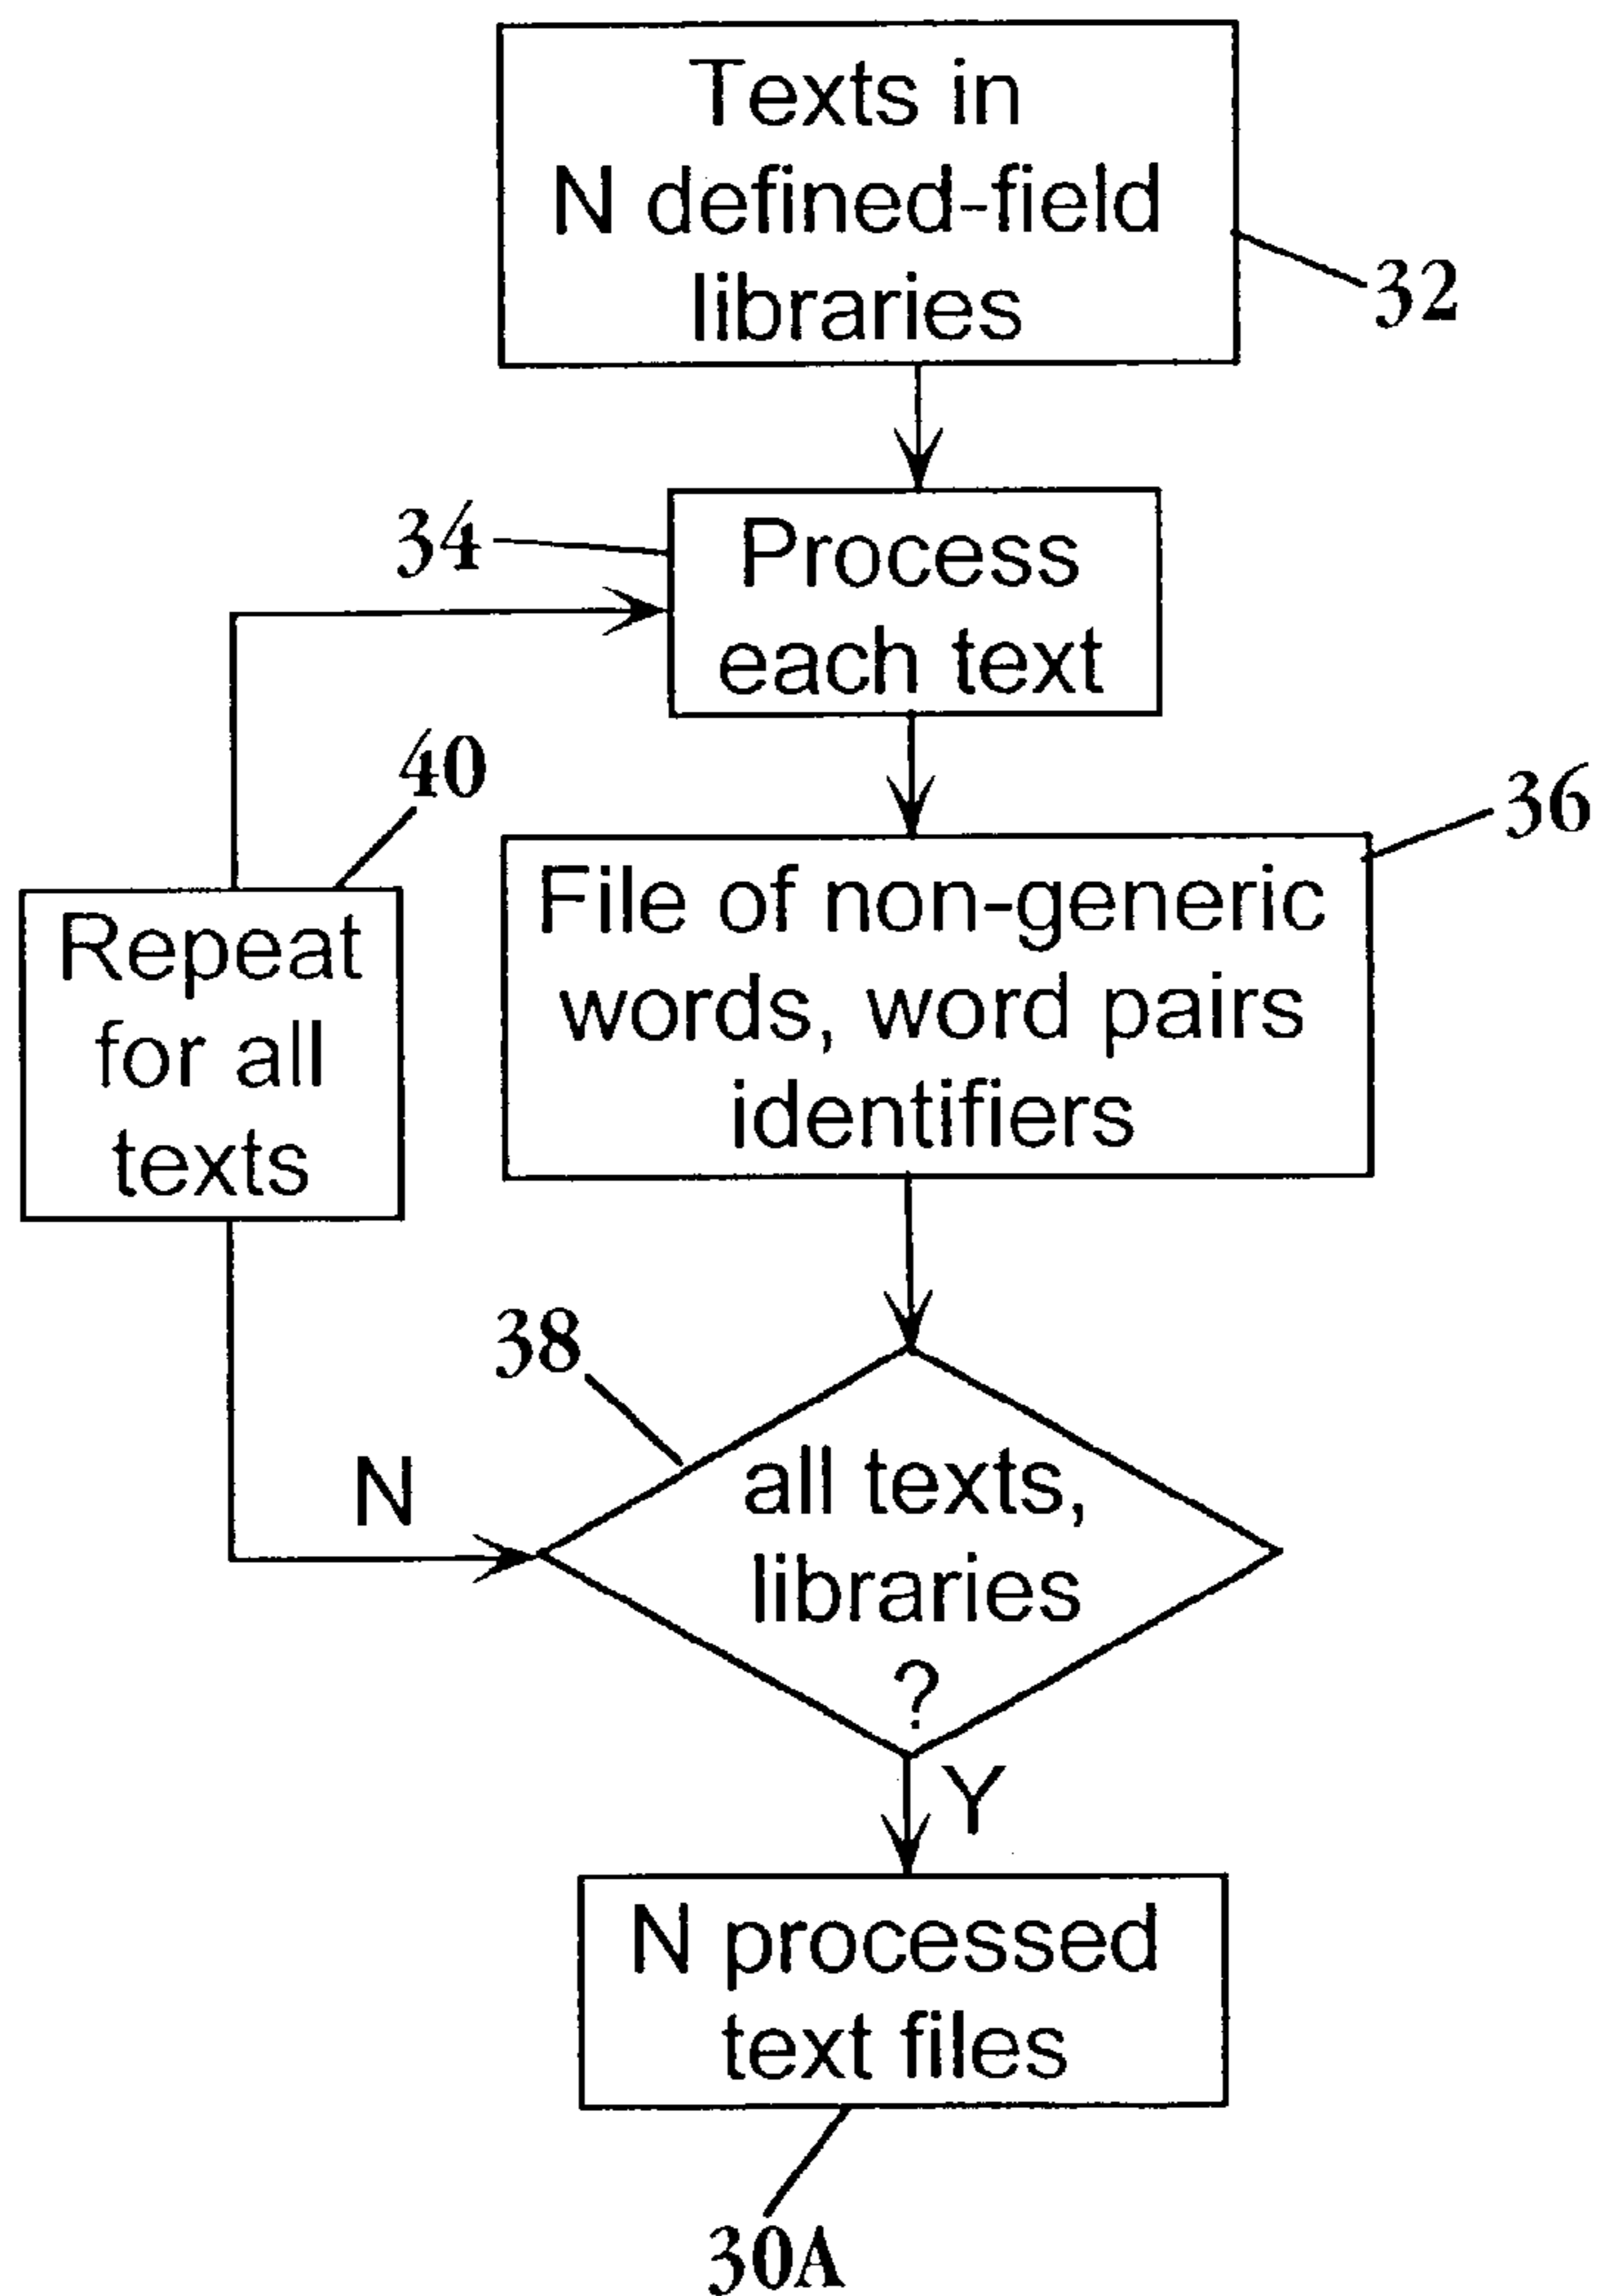 Texts in
N defined-field
libraries
32
34
Process
each text
40
36
File of non-generic
words, word pairs
identifiers
Repeat
for all
texts
38
N
all texts,
libraries
?
Y
N processed
text files
30A